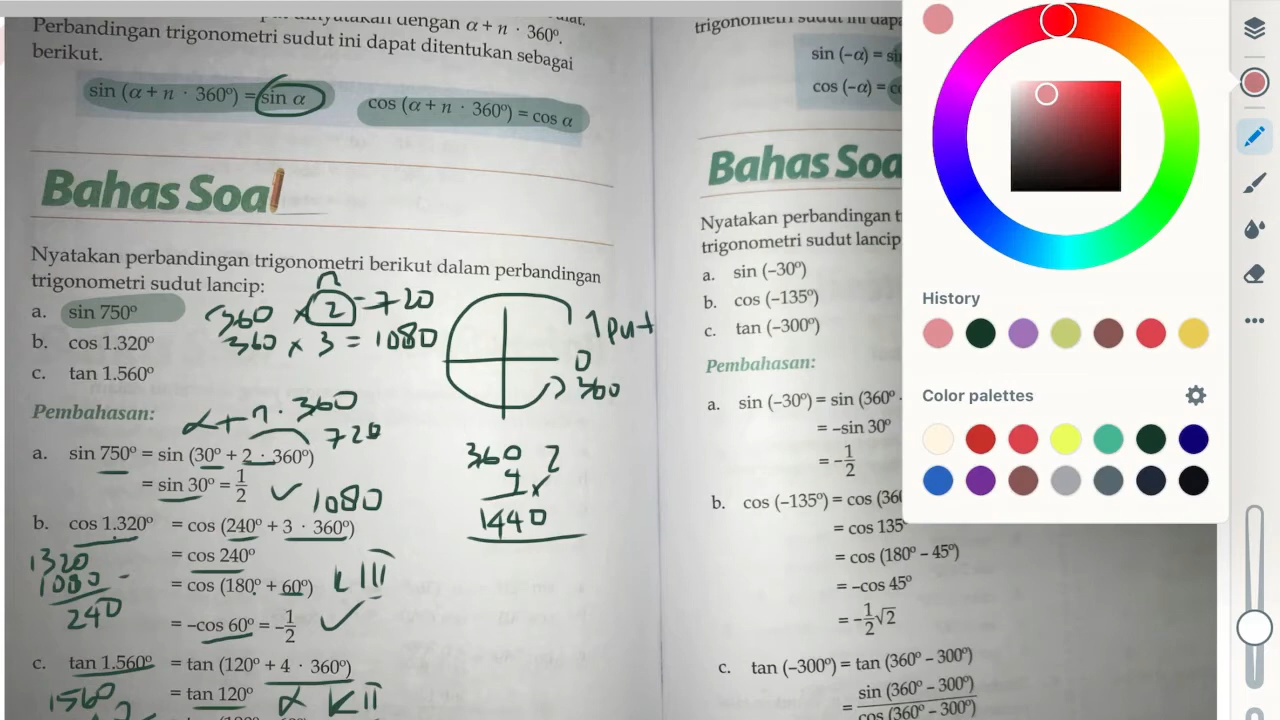 dinyatakan dengan α + n · 360°.
Perbandingan trigonometri sudut ini dapat ditentukan sebagai
berikut.
sin (α + n · 360°) = sin α
cos (α + n · 360°) = cos α
Bahas Soal
Nyatakan perbandingan trigonometri berikut dalam perbandingan
trigonometri sudut lancip:
a. sin 750°
b. cos 1.320°
c. tan 1.560°
n
360 × 2 = 720
360 × 3 = 1080
1 put
0
360
Pembahasan:
α + n · 360
720
a. sin 750° = sin (30° + 2 · 360°)
= sin 30° = 1/2 ✓
1080
b. cos 1.320° = cos (240° + 3 · 360°)
= cos 240°
= cos (180° + 60°)
= –cos 60° = –1/2 ✓
1320
1080 -
240
360
4 ×
1440
c. tan 1.560° = tan (120° + 4 · 360°)
= tan 120°
1560
trigonometri sudut ini
sin (–α) =
cos (–α) =
Bahas Soa
Nyatakan perbandingan
trigonometri sudut lancip
a. sin (–30°)
b. cos (–135°)
c. tan (–300°)
Pembahasan:
a. sin (–30°) = sin (360°
= –sin 30°
= –1/2
b. cos (–135°) = cos (360
= cos 135°
= cos (180° – 45°)
= –cos 45°
= –1/2√2
c. tan (–300°) = tan (360° – 300°)
= sin (360° – 300°)
cos (360° – 300°)
History
Color palettes